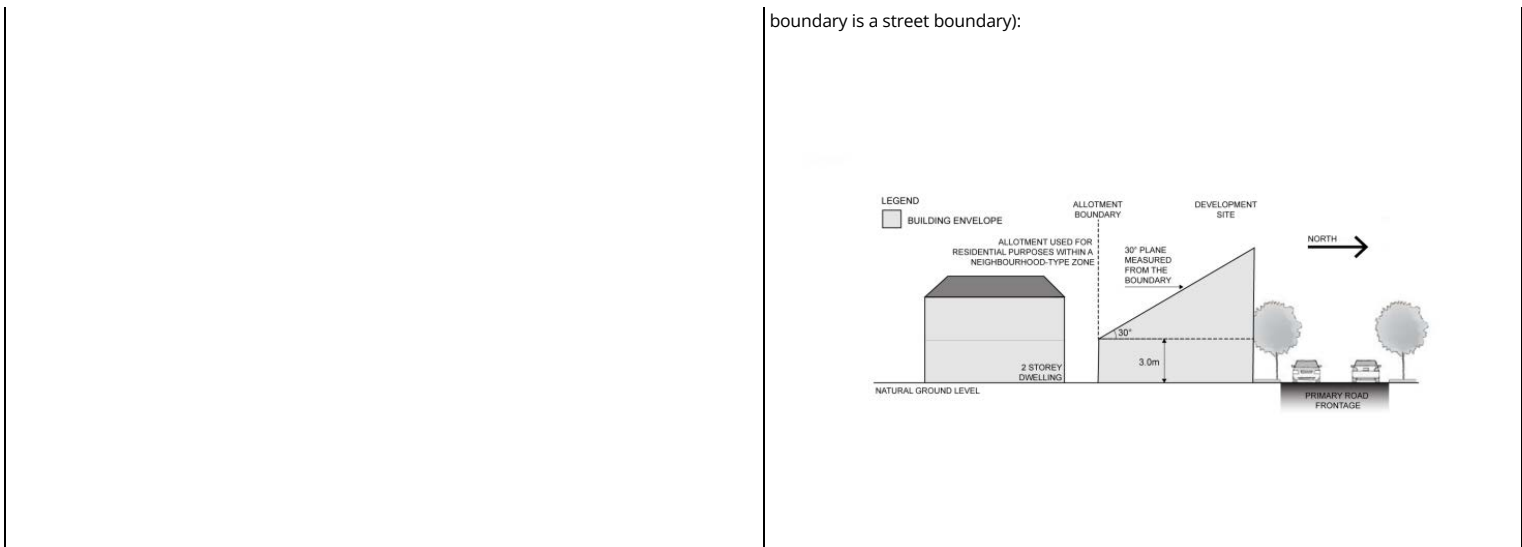 boundary is a street boundary):
LEGEND
BUILDING ENVELOPE
ALLOTMENT
BOUNDARY
DEVELOPMENT
SITE
NORTH
ALLOTMENT USED FOR
RESIDENTIAL PURPOSES WITHIN A
NEIGHBOURHOOD-TYPE ZONE
30° PLANE
MEASURED
FROM THE
BOUNDARY
30°
3.0m
2 STOREY
DWELLING
NATURAL GROUND LEVEL
PRIMARY ROAD
FRONTAGE